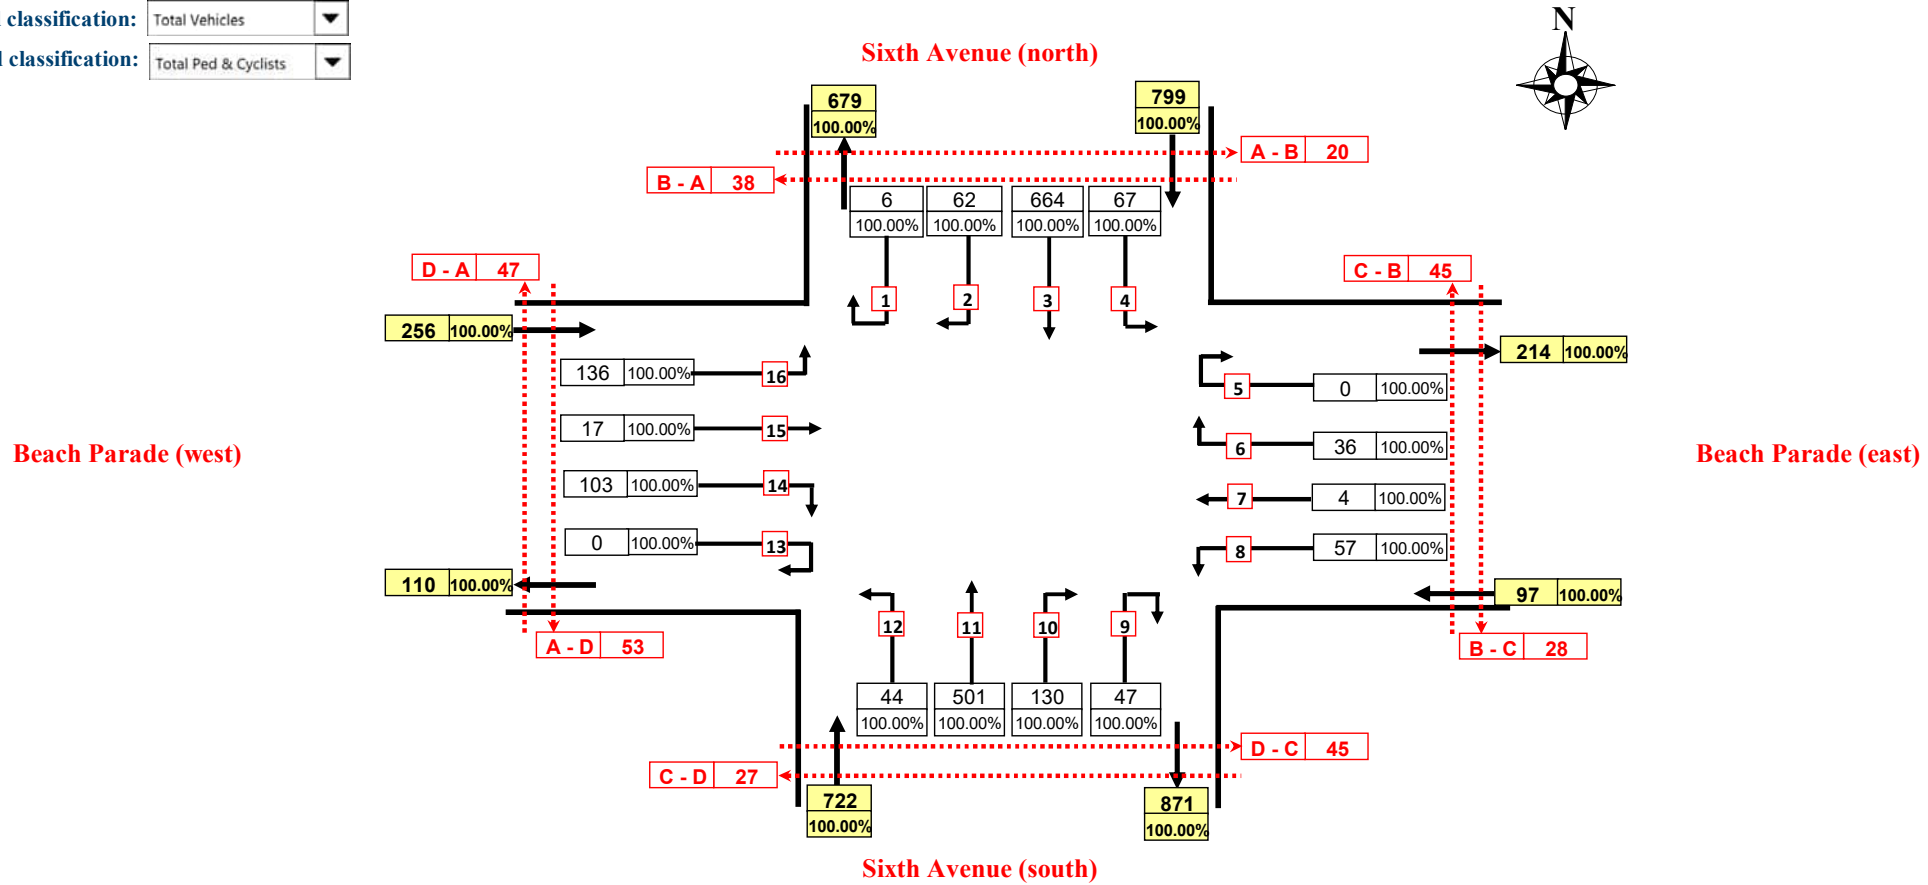 classification: Total Vehicles
classification: Total Ped & Cyclists
N
Sixth Avenue (north)
679
100.00%
799
100.00%
A - B 20
B - A 38
6
100.00%
62
100.00%
664
100.00%
67
100.00%
1
2
3
4
D - A 47
C - B 45
256 100.00%
214 100.00%
136 100.00% 16
17 100.00% 15
103 100.00% 14
0 100.00% 13
5 0 100.00%
6 36 100.00%
7 4 100.00%
8 57 100.00%
Beach Parade (west)
Beach Parade (east)
110 100.00%
97 100.00%
A - D 53
B - C 28
12
11
10
9
44
100.00%
501
100.00%
130
100.00%
47
100.00%
D - C 45
C - D 27
722
100.00%
871
100.00%
Sixth Avenue (south)